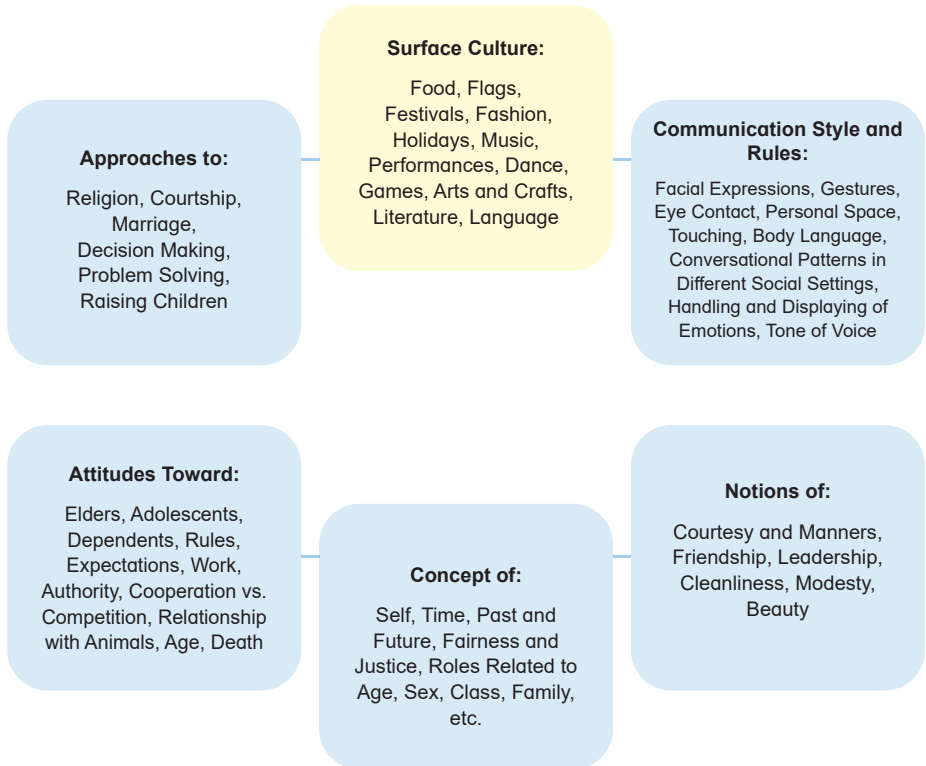 Surface Culture:
Food, Flags,
Festivals, Fashion,
Holidays, Music,
Performances, Dance,
Games, Arts and Crafts,
Literature, Language
Approaches to:
Religion, Courtship,
Marriage,
Decision Making,
Problem Solving,
Raising Children
Communication Style and
Rules:
Facial Expressions, Gestures,
Eye Contact, Personal Space,
Touching, Body Language,
Conversational Patterns in
Different Social Settings,
Handling and Displaying of
Emotions, Tone of Voice
Attitudes Toward:
Elders, Adolescents,
Dependents, Rules,
Expectations, Work,
Authority, Cooperation vs.
Competition, Relationship
with Animals, Age, Death
Concept of:
Self, Time, Past and
Future, Fairness and
Justice, Roles Related to
Age, Sex, Class, Family,
etc.
Notions of:
Courtesy and Manners,
Friendship, Leadership,
Cleanliness, Modesty,
Beauty